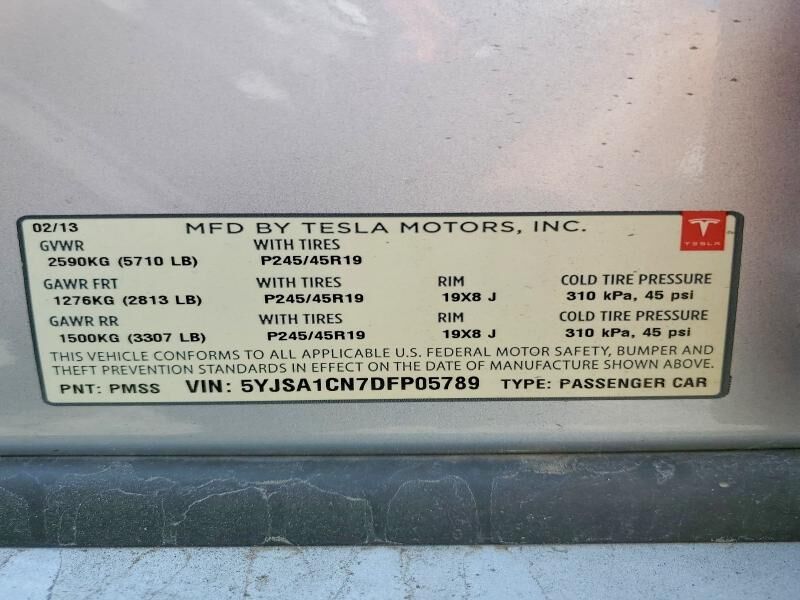 02/13 MFD BY TESLA MOTORS, INC.
TESLA
GVWR WITH TIRES
2590KG (5710 LB) P245/45R19
GAWR FRT WITH TIRES RIM COLD TIRE PRESSURE
1276KG (2813 LB) P245/45R19 19X8 J 310 kPa, 45 psi
GAWR RR WITH TIRES RIM COLD TIRE PRESSURE
1500KG (3307 LB) P245/45R19 19X8 J 310 kPa, 45 psi
THIS VEHICLE CONFORMS TO ALL APPLICABLE U.S. FEDERAL MOTOR SAFETY, BUMPER AND
THEFT PREVENTION STANDARDS IN EFFECT ON THE DATE OF MANUFACTURE SHOWN ABOVE.
PNT: PMSS VIN: 5YJSA1CN7DFP05789 TYPE: PASSENGER CAR